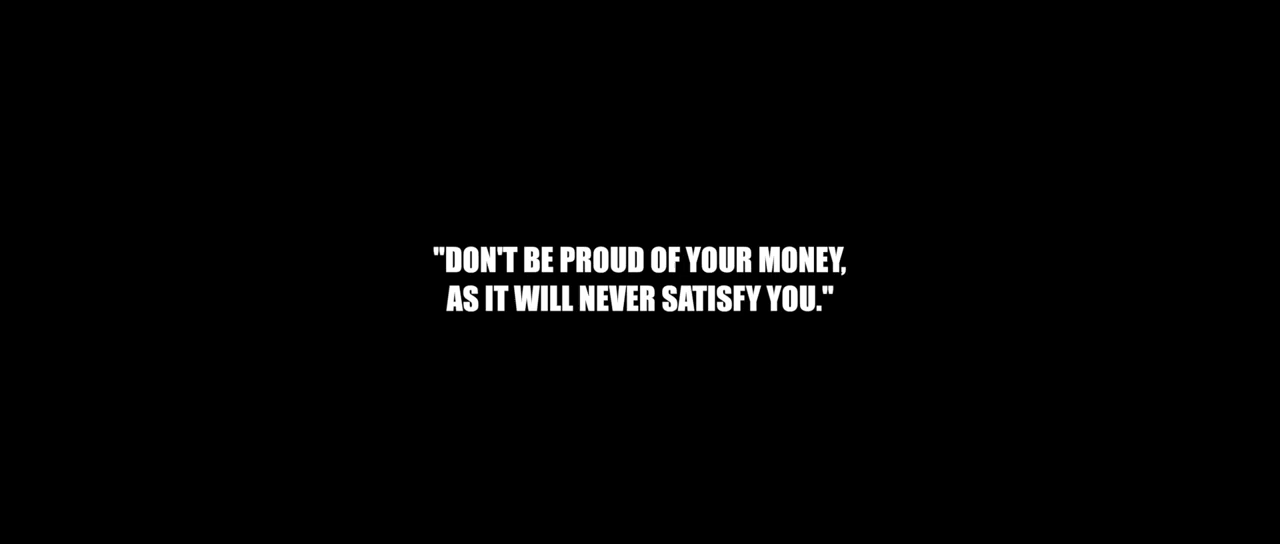 "DON'T BE PROUD OF YOUR MONEY,
AS IT WILL NEVER SATISFY YOU."